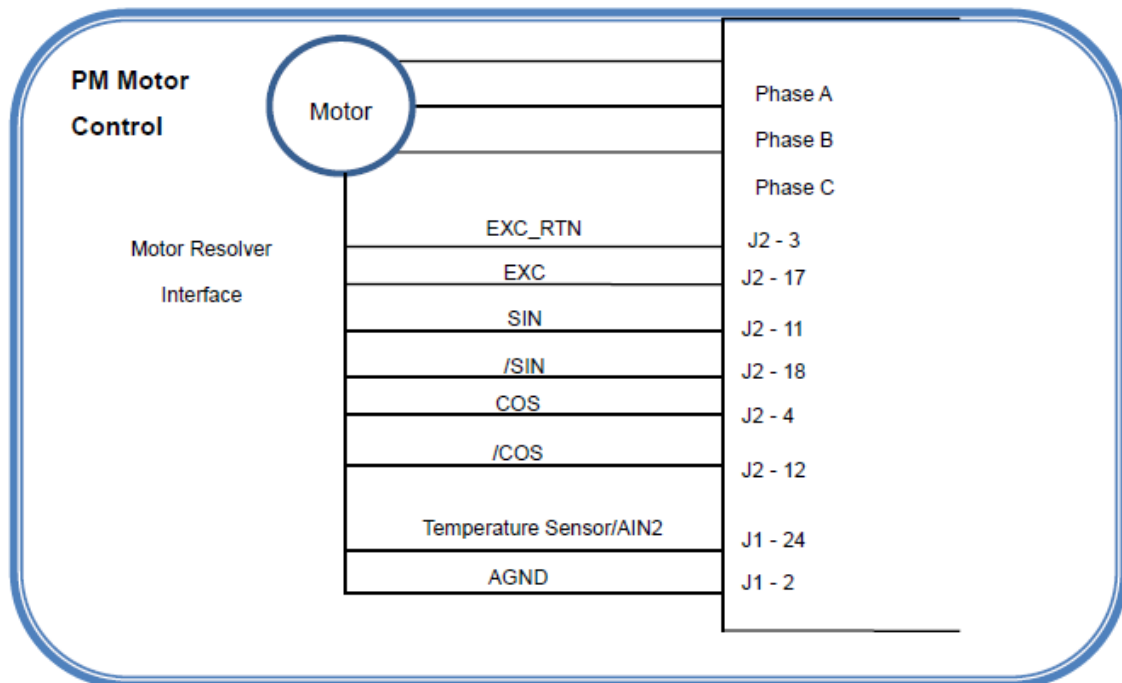 PM Motor
Control
Motor
Phase A
Phase B
Phase C
Motor Resolver
Interface
EXC_RTN
J2 - 3
EXC
J2 - 17
SIN
J2 - 11
/SIN
J2 - 18
COS
J2 - 4
/COS
J2 - 12
Temperature Sensor/AIN2
J1 - 24
AGND
J1 - 2